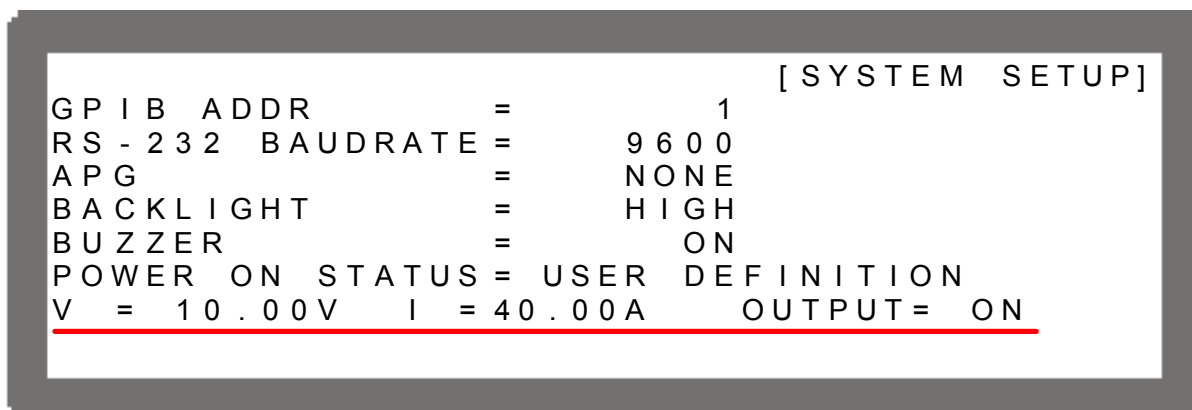 [SYSTEM SETUP]
GPIB ADDR = 1
RS-232 BAUDRATE= 9600
APG = NONE
BACKLIGHT = HIGH
BUZZER = ON
POWER ON STATUS= USER DEFINITION
V = 10.00V I =40.00A OUTPUT= ON